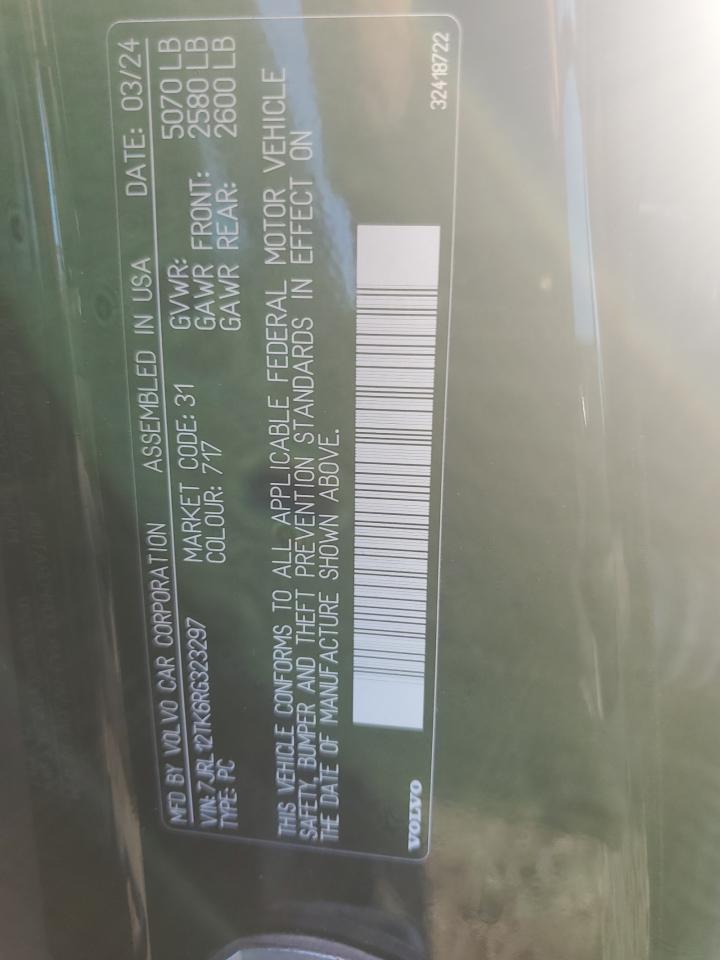 MFD BY VOLVO CAR CORPORATION ASSEMBLED IN USA DATE: 03/24
VIN: 7JRL12TK6RG323297 MARKET CODE: 31 GVWR: 5070 LB
TYPE: PC COLOUR: 717 GAWR FRONT: 2580 LB
GAWR REAR: 2600 LB
THIS VEHICLE CONFORMS TO ALL APPLICABLE FEDERAL MOTOR VEHICLE
SAFETY, BUMPER AND THEFT PREVENTION STANDARDS IN EFFECT ON
THE DATE OF MANUFACTURE SHOWN ABOVE.
VOLVO 32418722